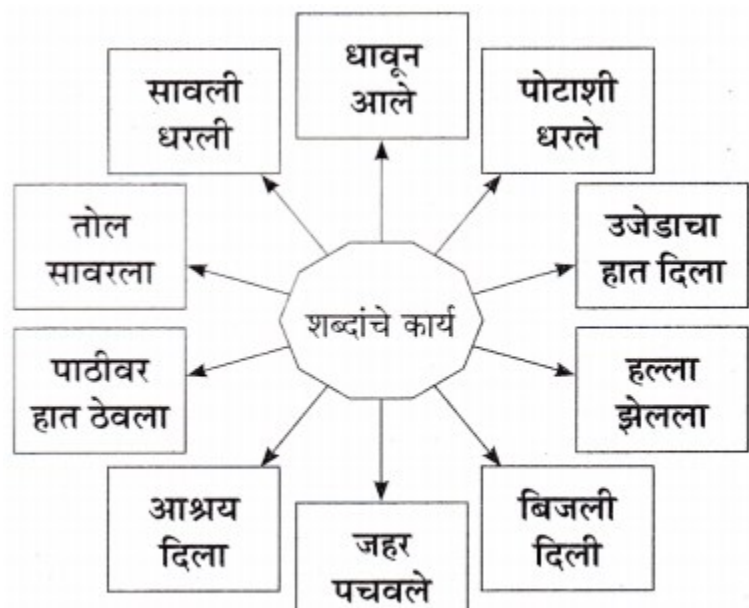 धावून
आले
पोटाशी
धरले
उजेडाचा
हात दिला
हल्ला
झेलला
बिजली
दिली
जहर
पचवले
आश्रय
दिला
पाठीवर
हात ठेवला
तोल
सावरला
सावली
धरली
शब्दांचे कार्य